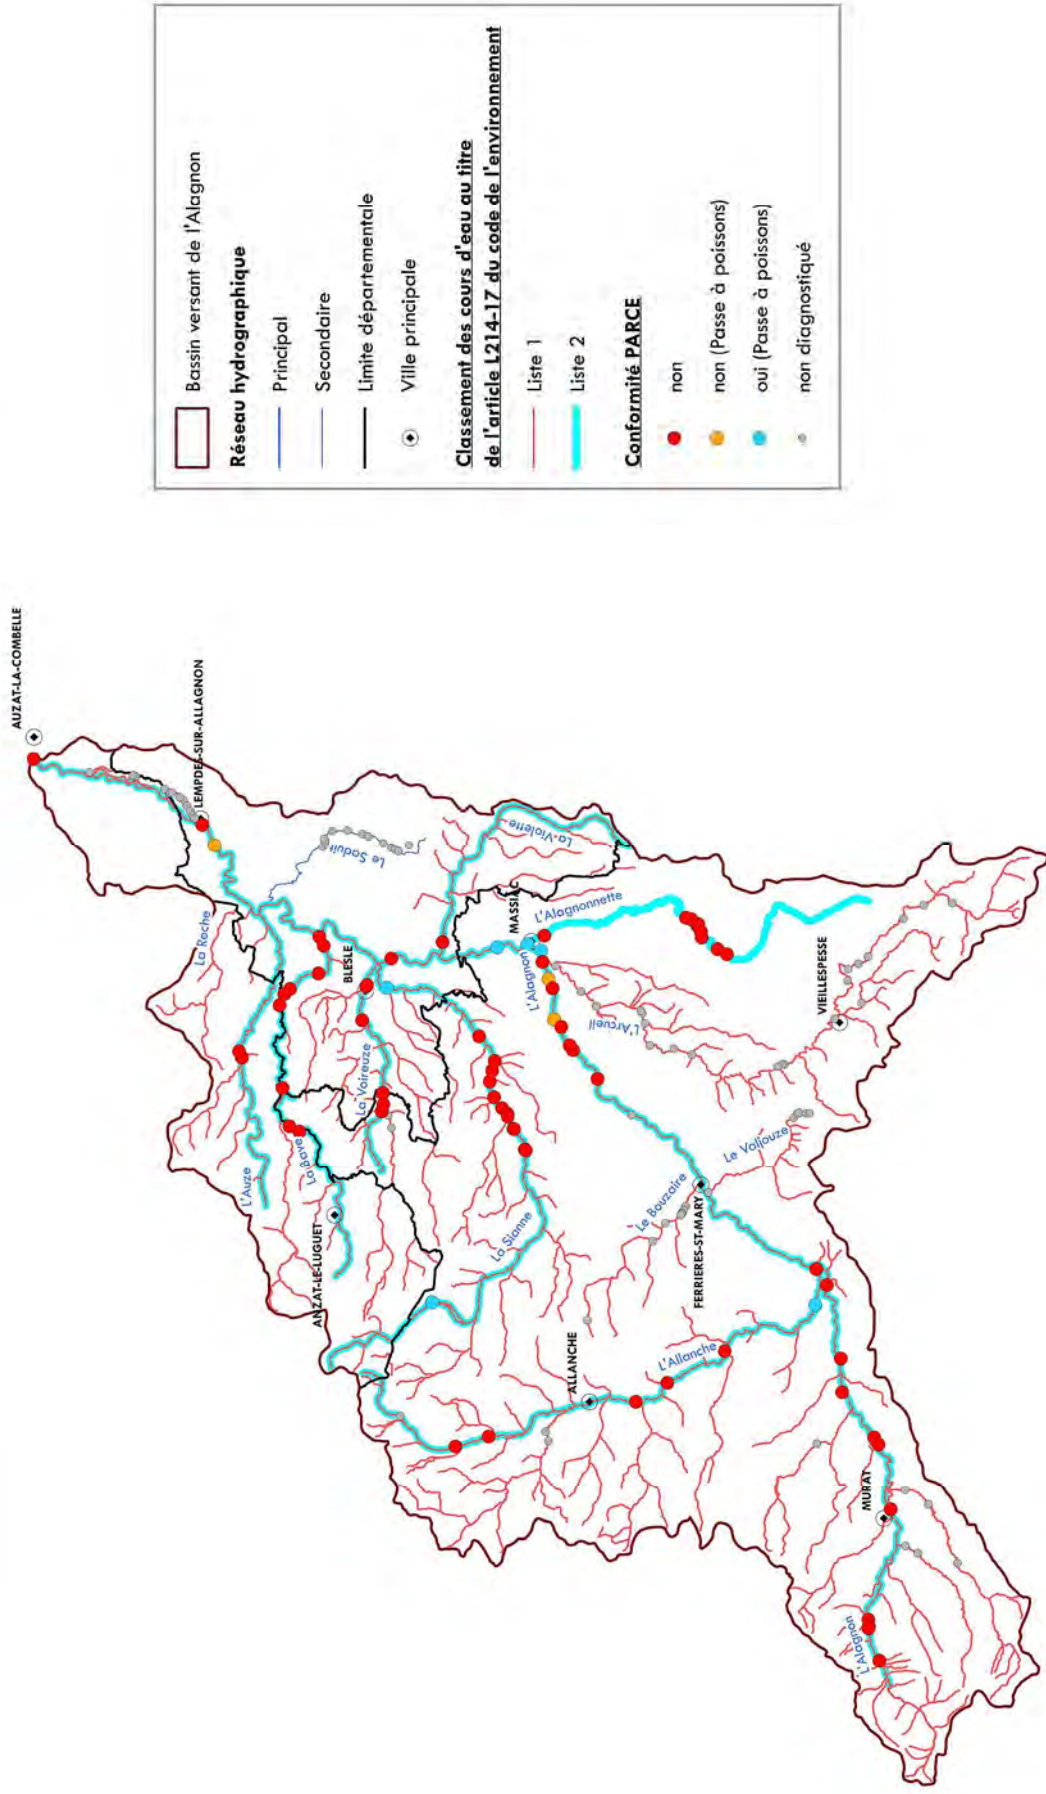 Bassin versant de l'Alagnon
Réseau hydrographique
Principal
Secondaire
Limite départementale
Ville principale
Classement des cours d'eau au titre
de l'article L214-17 du code de l'environnement
Liste 1
Liste 2
Conformité PARCE
non
non (Passe à poissons)
oui (Passe à poissons)
non diagnostiqué
AUZAT-LA-COMBELLE
LEMPDES-SUR-ALLAGNON
Le Saduit
La Roche
La Violette
BLESLE
MASSIAC
L'Alagnonnette
L'Alagnon
L'Arcueil
VIEILLESPESSE
La Voireuze
L'Auze
La Bave
ANZAT-LE-LUGUET
La Sianne
Le Bouzaire
Le Valjouze
FERRIERES-ST-MARY
ALLANCHE
L'Allanche
MURAT
L'Alagnon